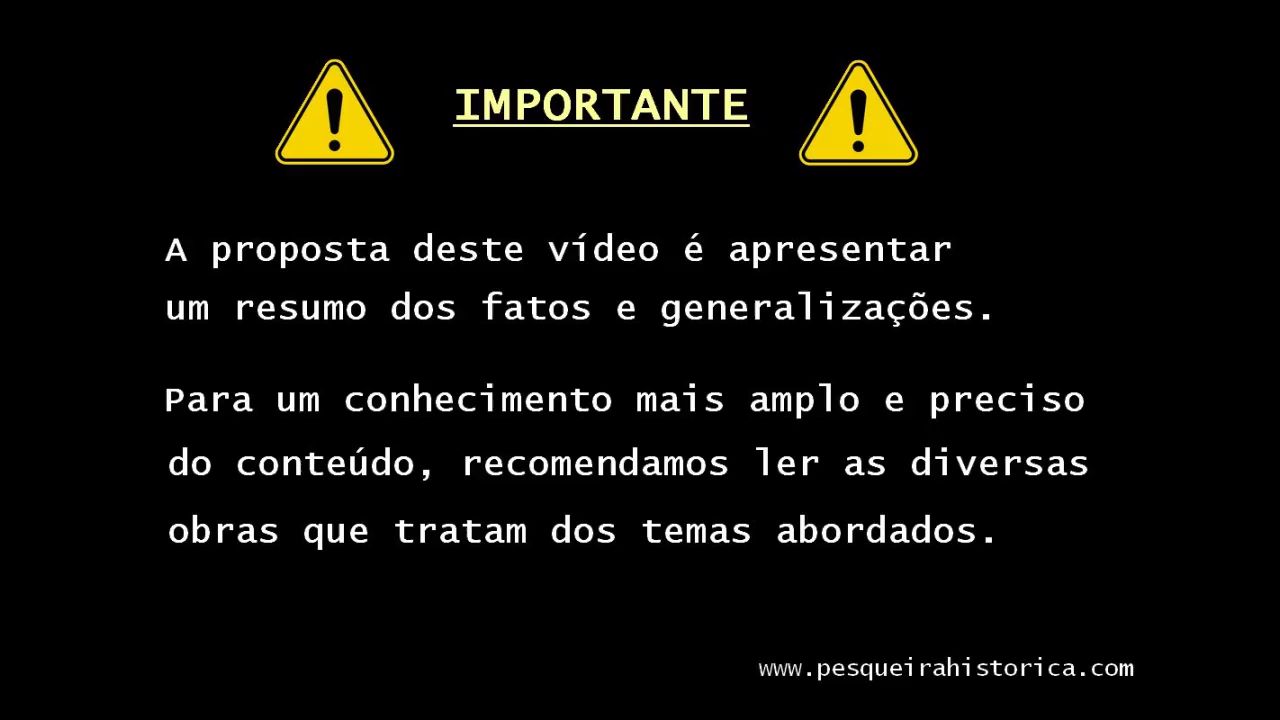 IMPORTANTE
A proposta deste vídeo é apresentar
um resumo dos fatos e generalizações.
Para um conhecimento mais amplo e preciso
do conteúdo, recomendamos ler as diversas
obras que tratam dos temas abordados.
www.pesqueirahistorica.com